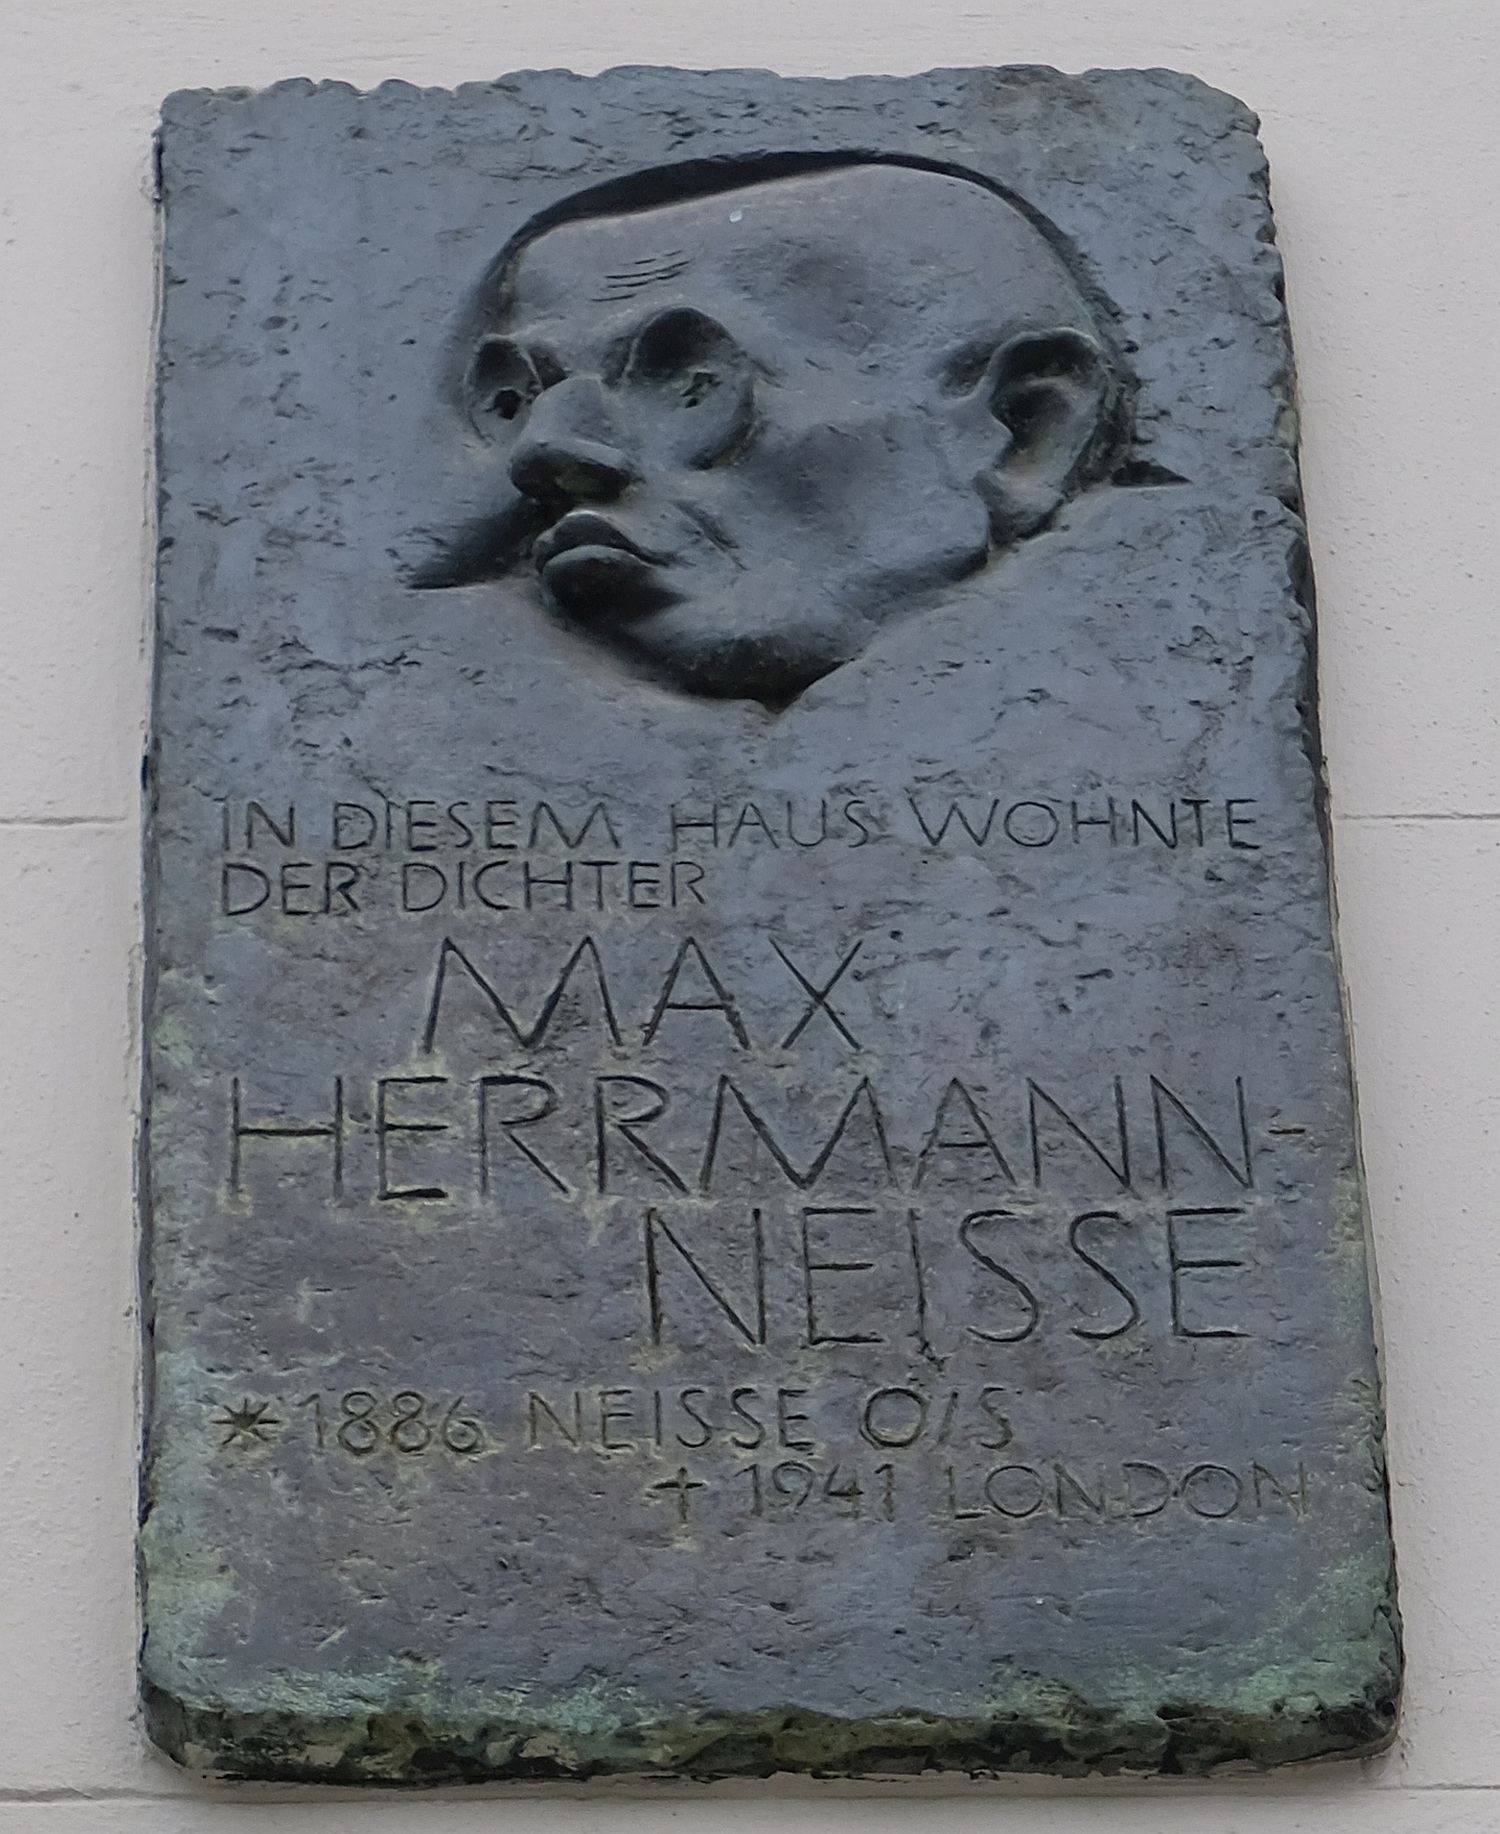 IN DIESEM HAUS WOHNTE
DER DICHTER
MAX
HERRMANN-
NEISSE
* 1886 NEISSE O/S
† 1941 LONDON